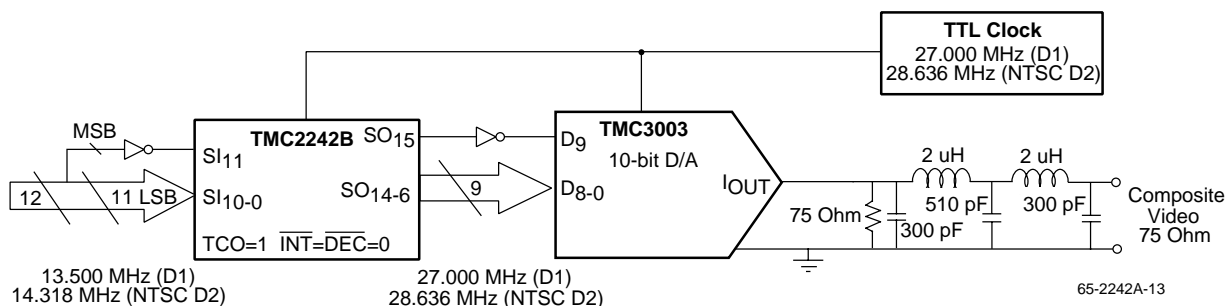 TTL Clock
27.000 MHz (D1)
28.636 MHz (NTSC D2)
MSB
TMC2242B
SO15
TMC3003
SI11
D9
10-bit D/A
2 uH
2 uH
12
11 LSB
SI10-0
SO14-6
9
D8-0
IOUT
510 pF
300 pF
75 Ohm
300 pF
Composite
Video
75 Ohm
TCO=1 INT=DEC=0
13.500 MHz (D1)
14.318 MHz (NTSC D2)
27.000 MHz (D1)
28.636 MHz (NTSC D2)
65-2242A-13